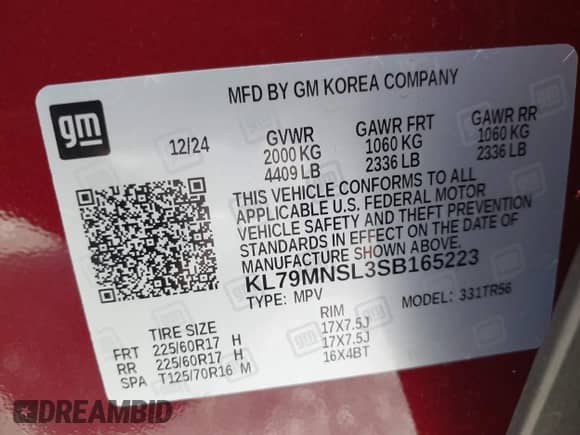 MFD BY GM KOREA COMPANY
gm
12/24 GVWR GAWR FRT GAWR RR
2000 KG 1060 KG 1060 KG
4409 LB 2336 LB 2336 LB
THIS VEHICLE CONFORMS TO ALL
APPLICABLE U.S. FEDERAL MOTOR
VEHICLE SAFETY AND THEFT PREVENTION
STANDARDS IN EFFECT ON THE DATE OF
MANUFACTURE SHOWN ABOVE.
KL79MNSL3SB165223
TYPE: MPV MODEL: 331TR56
TIRE SIZE RIM
FRT 225/60R17 H 17X7.5J
RR 225/60R17 H 17X7.5J
SPA T125/70R16 M 16X4BT
DREAMBID